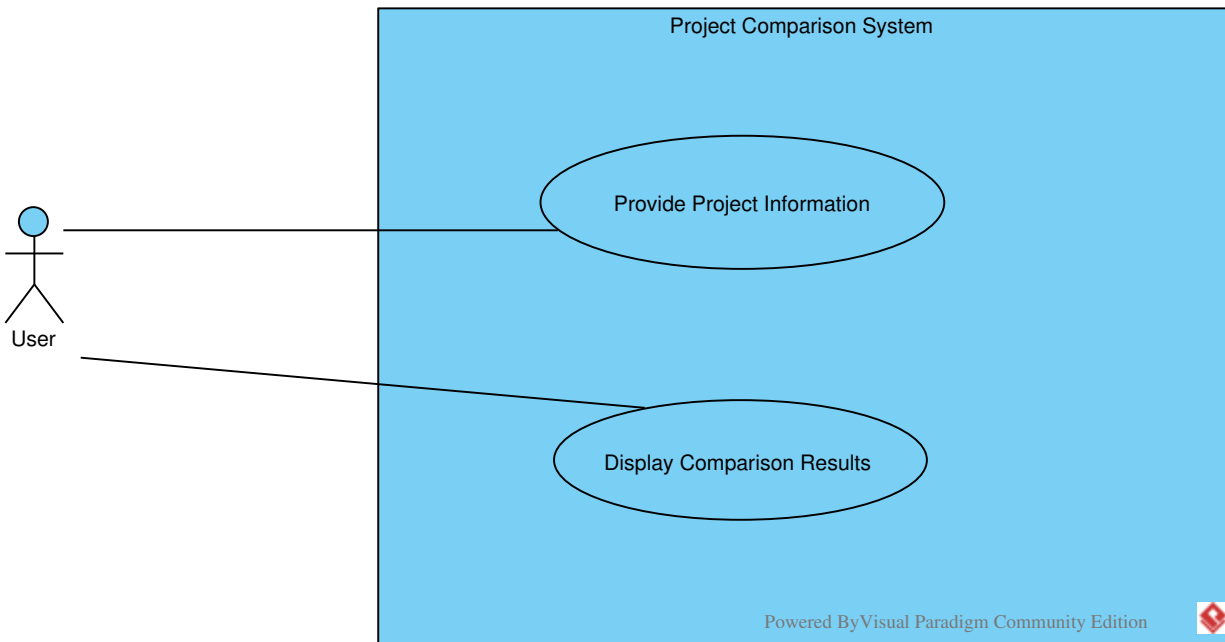 Project Comparison System
Provide Project Information
User
Display Comparison Results
Powered ByVisual Paradigm Community Edition